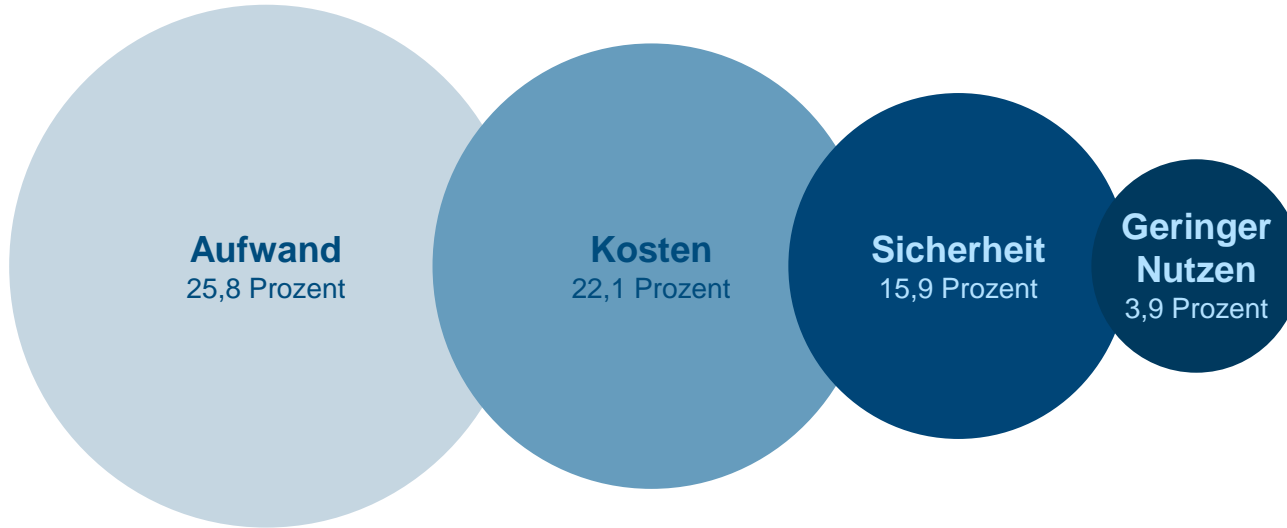 Aufwand
25,8 Prozent
Kosten
22,1 Prozent
Sicherheit
15,9 Prozent
Geringer
Nutzen
3,9 Prozent